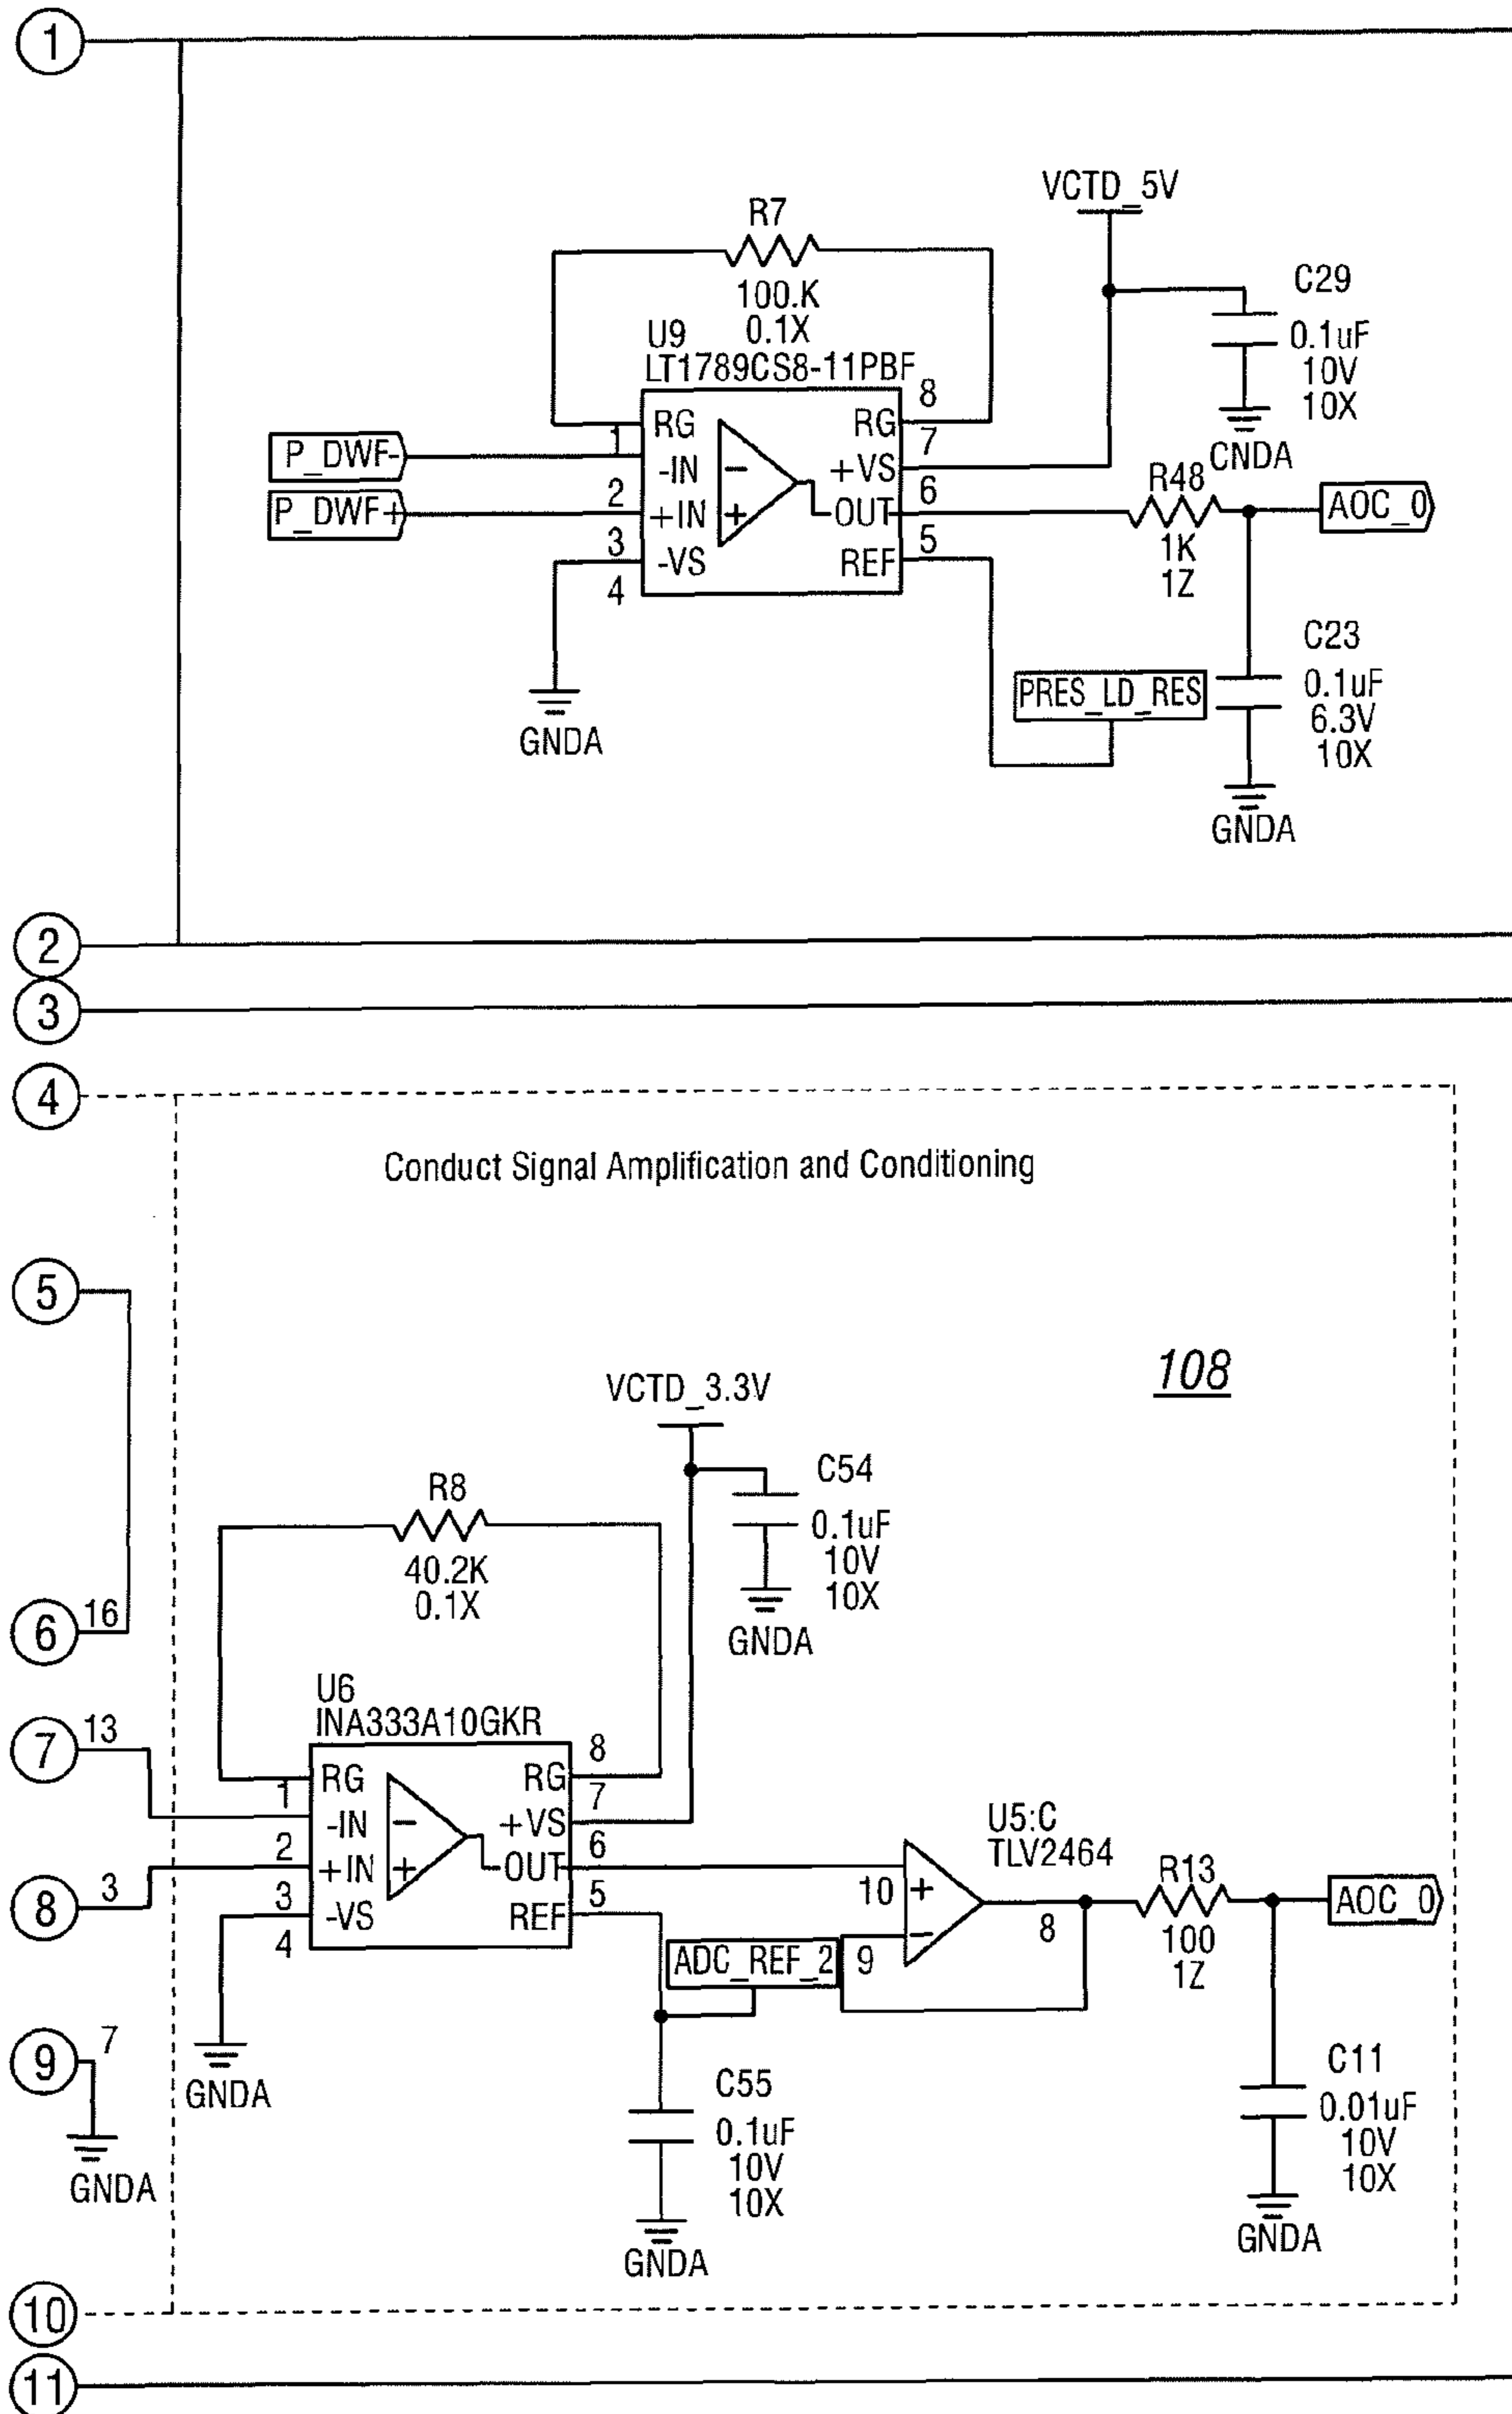 1
VCTD_5V
R7
100.K
0.1X
C29
0.1uF
10V
10X
CNDA
U9
LT1789CS8-11PBF
RG
-IN
+IN
-VS
RG
+VS
OUT
REF
1
2
3
4
8
7
6
5
P_DWF-
P_DWF+
R48
1K
1Z
AOC_0
GNDA
PRES_LD_RES
C23
0.1uF
6.3V
10X
GNDA
2
3
4
Conduct Signal Amplification and Conditioning
5
108
VCTD_3.3V
C54
0.1uF
10V
10X
GNDA
R8
40.2K
0.1X
6
16
U6
INA333A10GKR
7
13
RG
-IN
+IN
-VS
RG
+VS
OUT
REF
1
2
3
4
8
7
6
5
8
3
U5:C
TLV2464
10
9
8
+
-
R13
100
1Z
AOC_0
ADC_REF_2
9
7
GNDA
GNDA
C55
0.1uF
10V
10X
GNDA
C11
0.01uF
10V
10X
GNDA
10
11